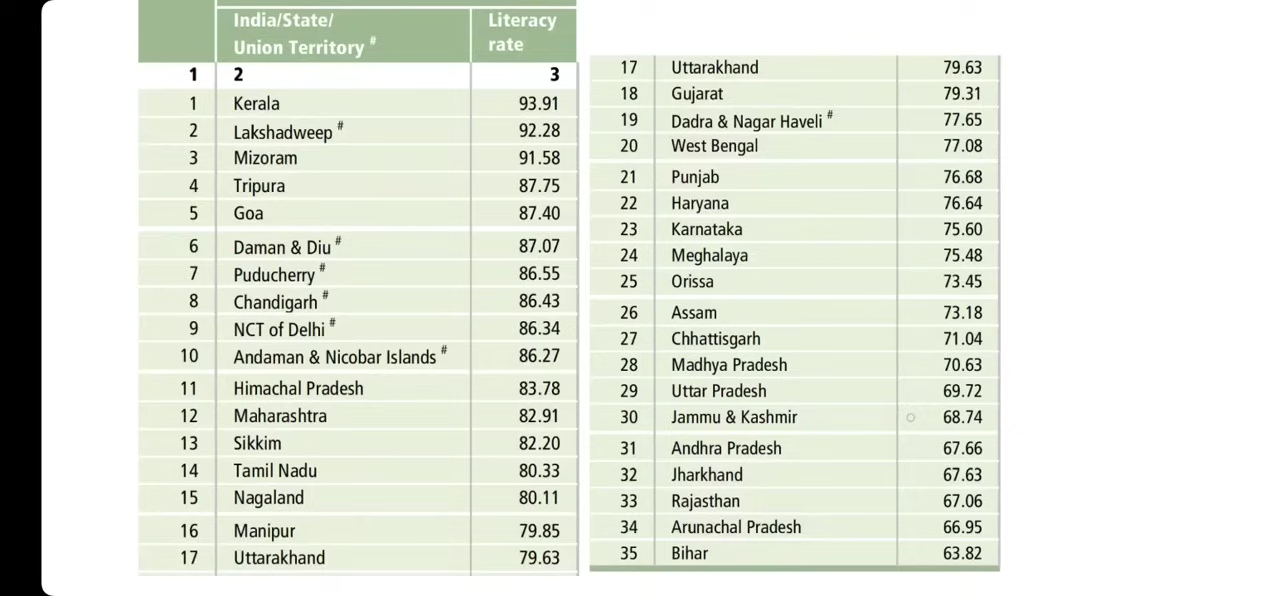 India/State/ Literacy
Union Territory # rate
1 2 3
1 Kerala 93.91
2 Lakshadweep # 92.28
3 Mizoram 91.58
4 Tripura 87.75
5 Goa 87.40
6 Daman & Diu # 87.07
7 Puducherry # 86.55
8 Chandigarh # 86.43
9 NCT of Delhi # 86.34
10 Andaman & Nicobar Islands # 86.27
11 Himachal Pradesh 83.78
12 Maharashtra 82.91
13 Sikkim 82.20
14 Tamil Nadu 80.33
15 Nagaland 80.11
16 Manipur 79.85
17 Uttarakhand 79.63
17 Uttarakhand 79.63
18 Gujarat 79.31
19 Dadra & Nagar Haveli # 77.65
20 West Bengal 77.08
21 Punjab 76.68
22 Haryana 76.64
23 Karnataka 75.60
24 Meghalaya 75.48
25 Orissa 73.45
26 Assam 73.18
27 Chhattisgarh 71.04
28 Madhya Pradesh 70.63
29 Uttar Pradesh 69.72
30 Jammu & Kashmir 68.74
31 Andhra Pradesh 67.66
32 Jharkhand 67.63
33 Rajasthan 67.06
34 Arunachal Pradesh 66.95
35 Bihar 63.82